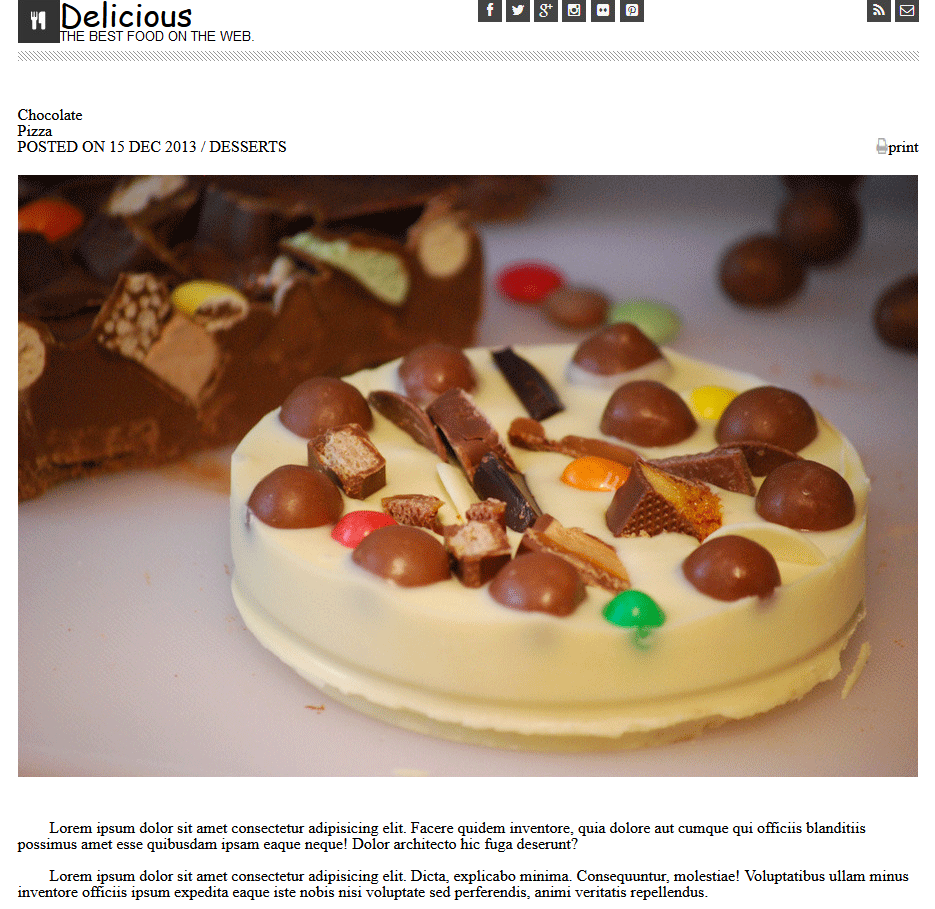 Delicious
THE BEST FOOD ON THE WEB.
Chocolate
Pizza
POSTED ON 15 DEC 2013 / DESSERTS
print
Lorem ipsum dolor sit amet consectetur adipisicing elit. Facere quidem inventore, quia dolore aut cumque qui officiis blanditiis
possimus amet esse quibusdam ipsam eaque neque! Dolor architecto hic fuga deserunt?
Lorem ipsum dolor sit amet consectetur adipisicing elit. Dicta, explicabo minima. Consequuntur, molestiae! Voluptatibus ullam minus
inventore officiis ipsum expedita eaque iste nobis nisi voluptate sed perferendis, animi veritatis repellendus.